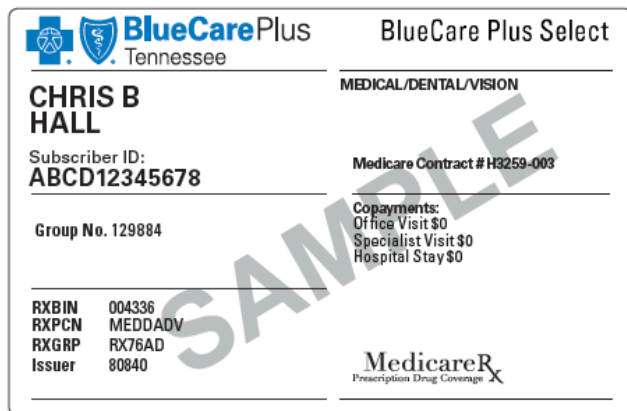 BlueCare Plus
Tennessee
BlueCare Plus Select
CHRIS B
HALL
Subscriber ID:
ABCD12345678
Group No. 129884
RXBIN 004336
RXPCN MEDDADV
RXGRP RX76AD
Issuer 80840
MEDICAL/DENTAL/VISION
Medicare Contract # H3259-003
Copayments:
Office Visit $0
Specialist Visit $0
Hospital Stay $0
MedicareRx
Prescription Drug Coverage
SAMPLE